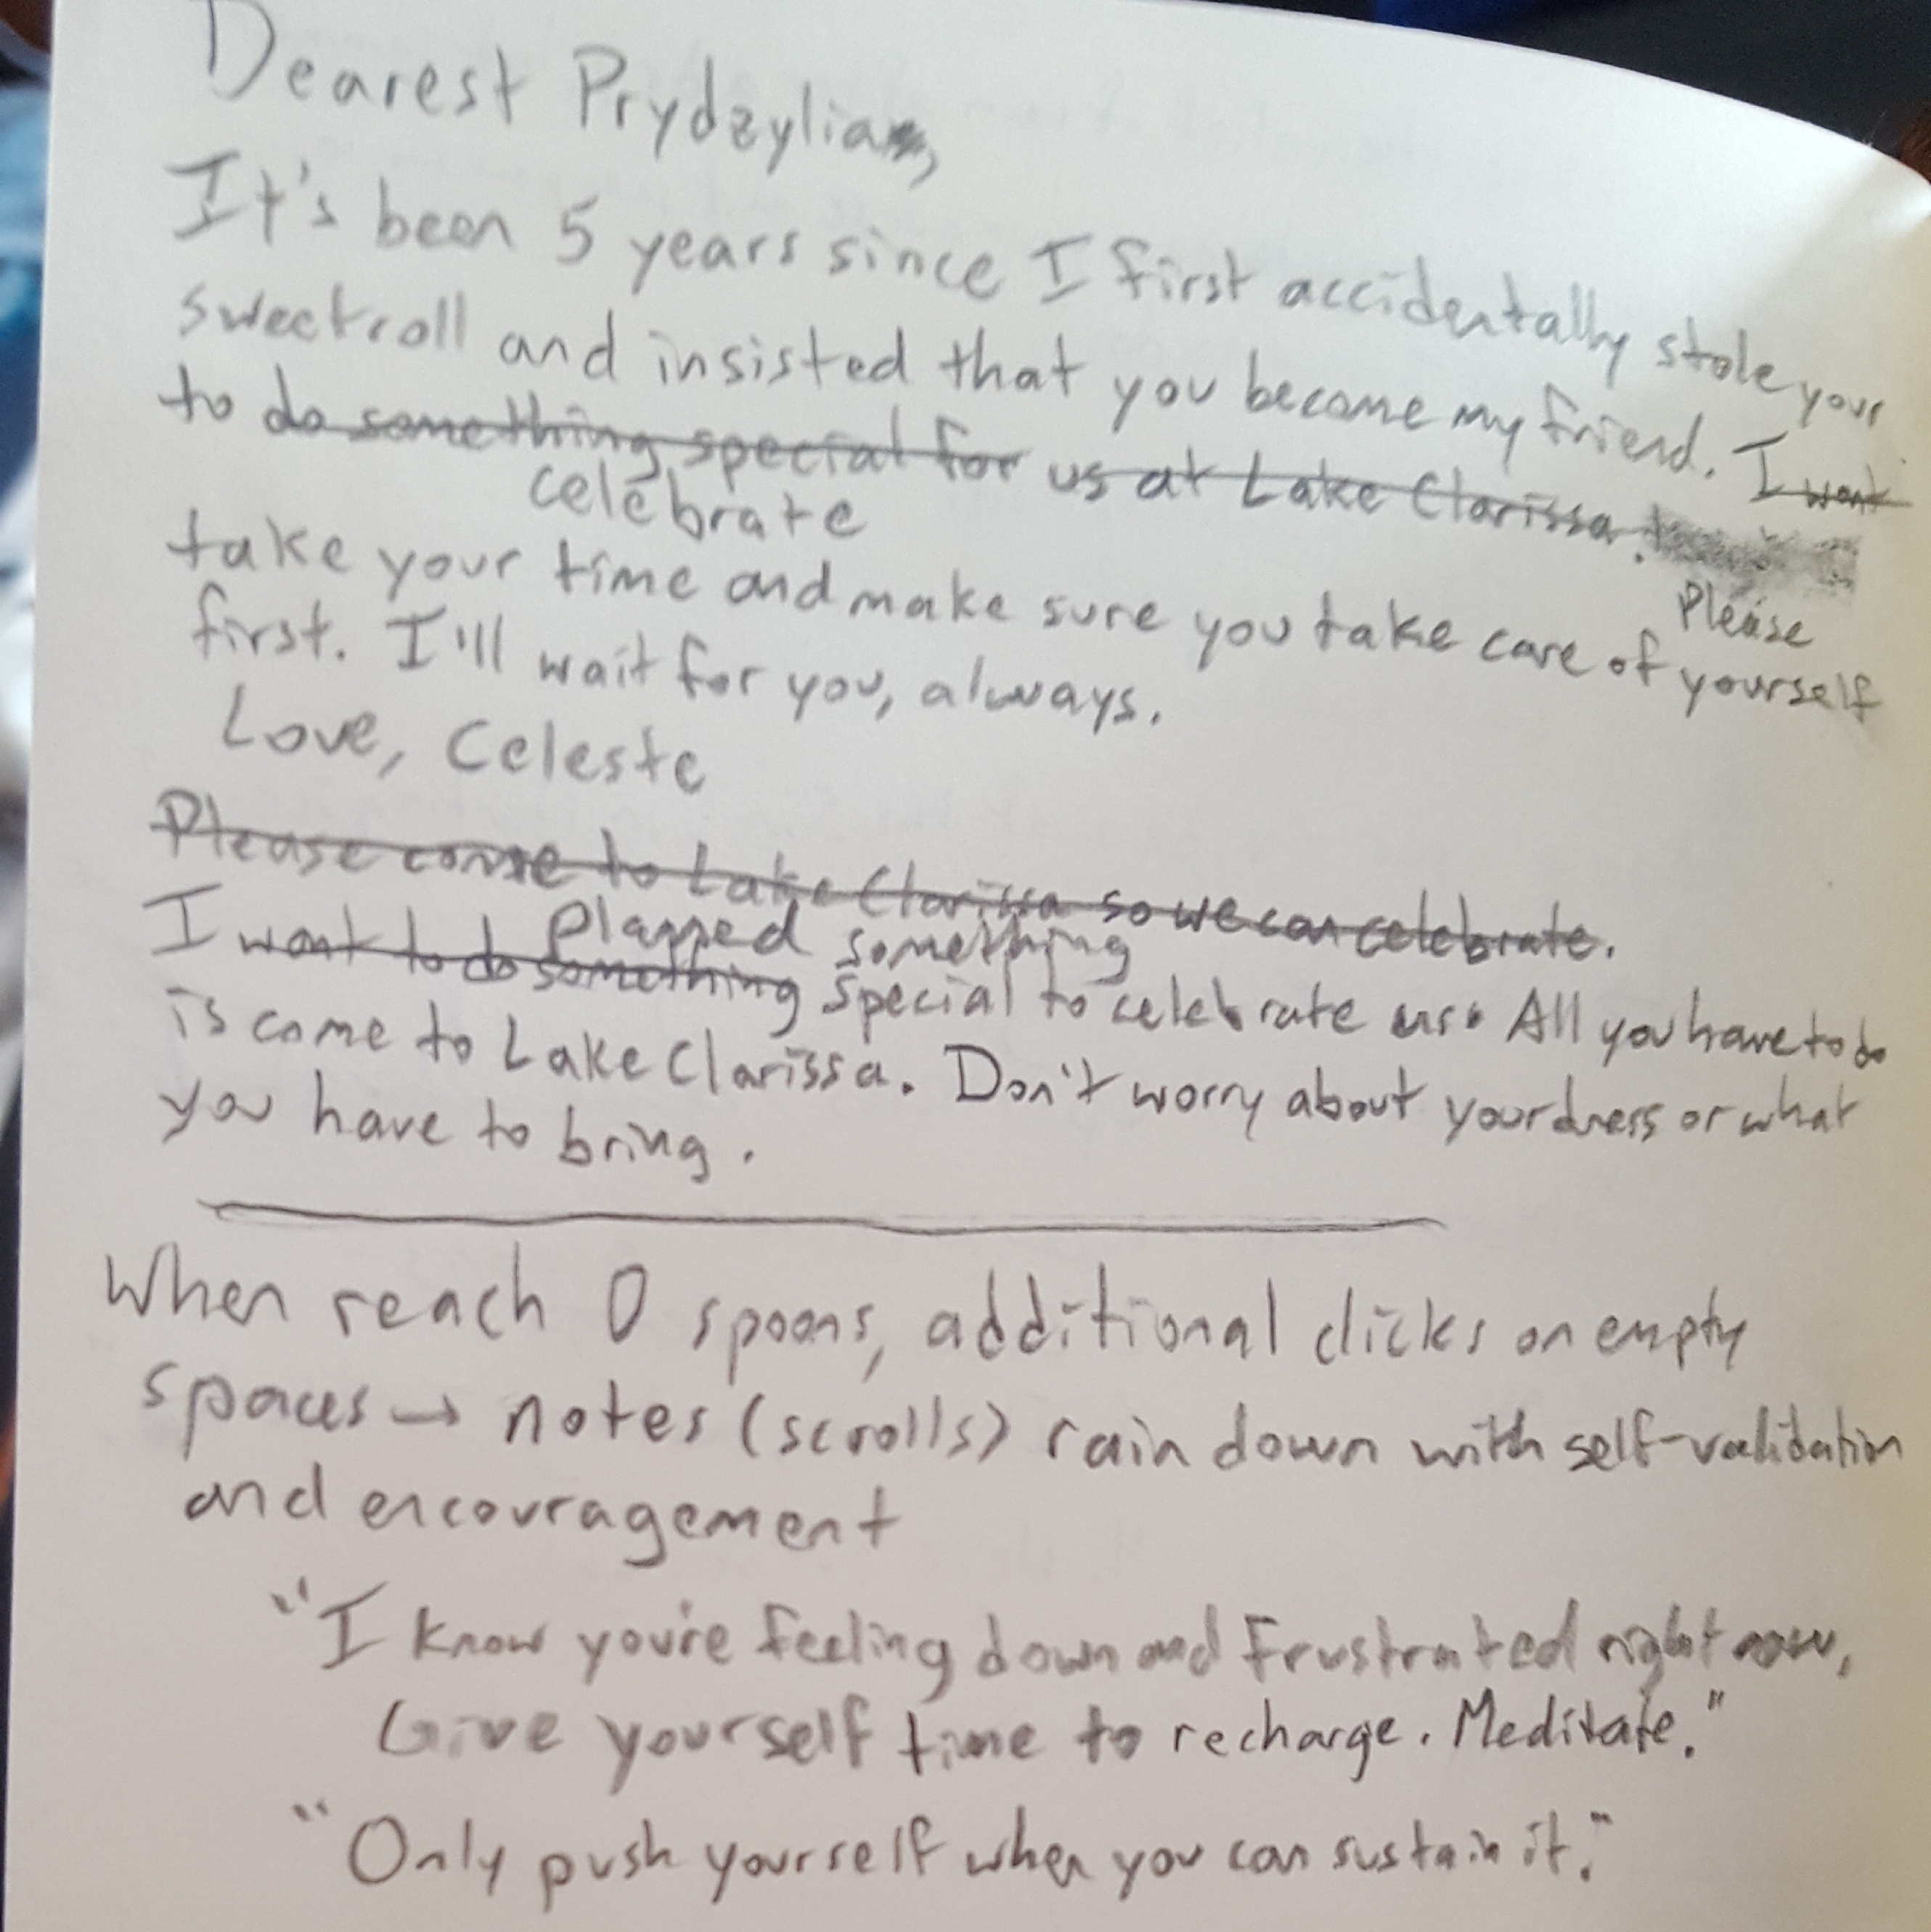 Dearest Prydzylia,
It's been 5 years since I first accidentally stole your
sweetroll and insisted that you become my friend. I want
to do something special for us at Lake Clarissa.
celebrate
Please
take your time and make sure you take care of yourself
first. I'll wait for you, always.
Love, Celeste
Please come to Lake Clarissa so we can celebrate.
planned something
I want to do something special to celebrate us. All you have to do
is come to Lake Clarissa. Don't worry about your dress or what
you have to bring.
When reach 0 spoons, additional clicks on empty
spaces → notes (scrolls) rain down with self-validation
and encouragement
"I know you're feeling down and frustrated right now,
Give yourself time to recharge. Meditate."
"Only push yourself when you can sustain it."